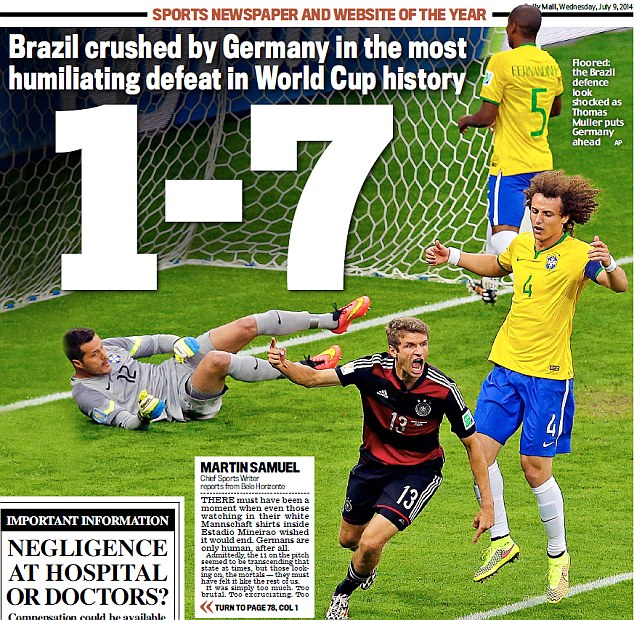 SPORTS NEWSPAPER AND WEBSITE OF THE YEAR
Mail, Wednesday, July 9, 2014
Brazil crushed by Germany in the most
humiliating defeat in World Cup history
1-7
FERNANDINHO
5
Floored:
the Brazil
defence
look
shocked as
Thomas
Muller puts
Germany
ahead AP
4
4
12
13
13
MARTIN SAMUEL
Chief Sports Writer
reports from Belo Horizonte
THERE must have been a
moment when even those
watching in their white
Mannschaft shirts inside
Estadio Mineirao wished
it would end. Germans are
only human, after all.
Admittedly, the 11 on the pitch
seemed to be transcending that
state at times, but those look-
ing on, the mortals — they must
have felt it like the rest of us.
It was simply too much. Too
brutal. Too excruciating. Too
TURN TO PAGE 78, COL 1
IMPORTANT INFORMATION
NEGLIGENCE
AT HOSPITAL
OR DOCTORS?
Compensation could be available